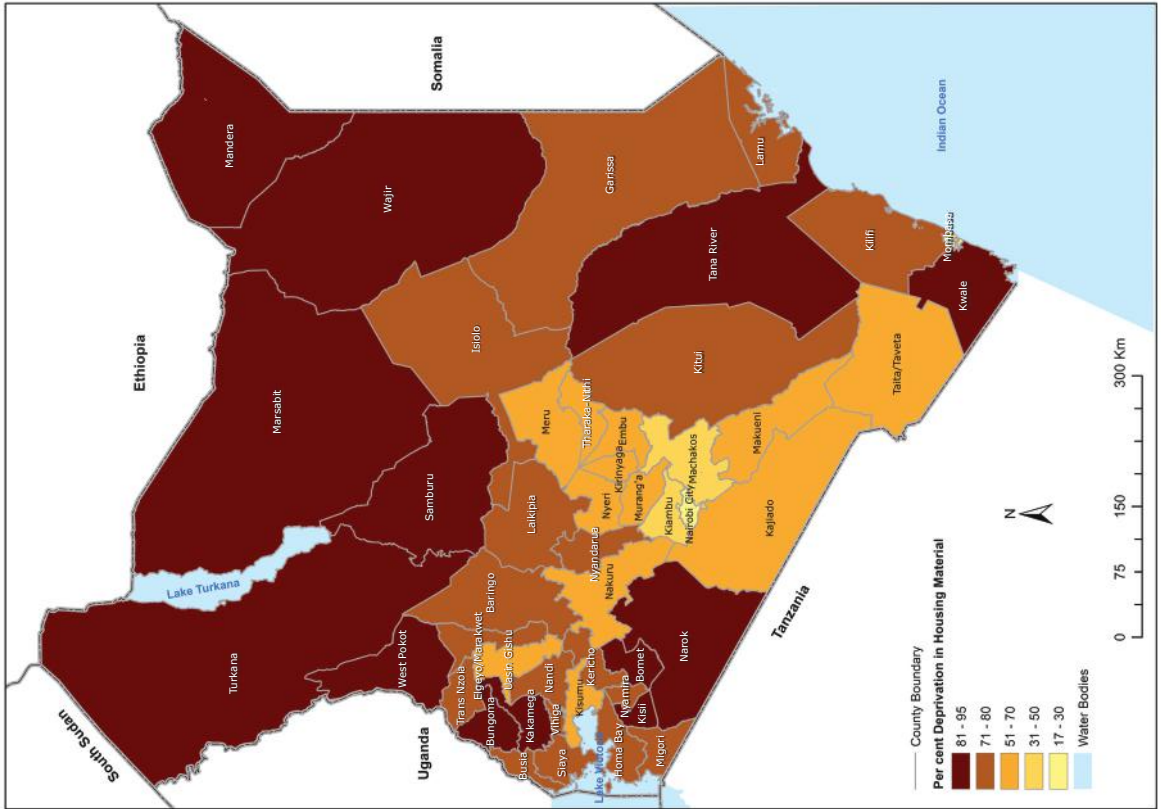 South Sudan
Ethiopia
Somalia
Uganda
Tanzania
Indian Ocean
Lake Turkana
Mandera
Wajir
Marsabit
Turkana
Samburu
West Pokot
Isiolo
Garissa
Lamu
Tana River
Kilifi
Mombasa
Kwale
Kitui
Taita/Taveta
Meru
Tharaka-Nithi
Embu
Kirinyaga
Nyeri
Murang'a
Kiambu
Nairobi City
Machakos
Makueni
Kajiado
Laikipia
Nyandarua
Nakuru
Baringo
Elgeyo/Marakwet
Uasin Gishu
Trans Nzoia
Nandi
Bungoma
Kakamega
Vihiga
Busia
Siaya
Kisumu
Kericho
Homa Bay
Nyamira
Kisii
Bomet
Migori
Narok
N
0 75 150 300 Km
County Boundary
Per cent Deprivation in Housing Material
81 - 95
71 - 80
51 - 70
31 - 50
17 - 30
Water Bodies